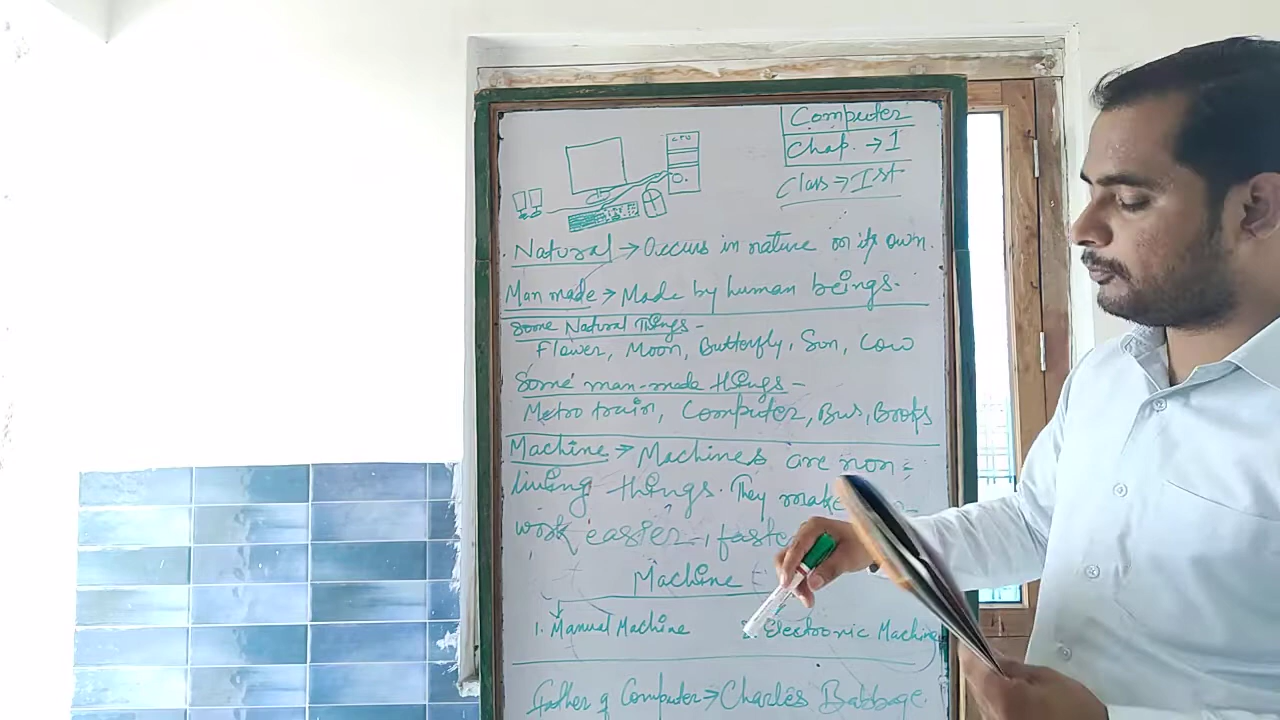 Computer
Chap. → 1
Class → Ist
CPU
Natural → Occurs in nature on its own.
Man made → Made by human beings.
Some Natural Things -
Flower, Moon, Butterfly, Sun, Cow
Some man-made things -
Metro train, Computer, Bus, Books
Machine → Machines are non-
living things. They make
work easier, faste
Machine
1. Manual Machine 2. Electronic Machine
Father of Computer → Charles Babbage.